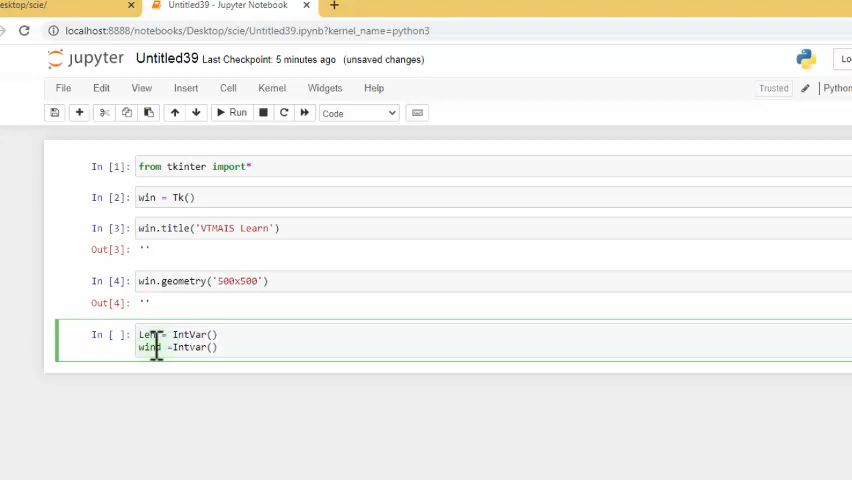 esktop/scie/
Untitled39 - Jupyter Notebook
localhost:8888/notebooks/Desktop/scie/Untitled39.ipynb?kernel_name=python3
jupyter Untitled39 Last Checkpoint: 5 minutes ago (unsaved changes)
Lo
File Edit View Insert Cell Kernel Widgets Help
Trusted
Python
Run
Code
In [1]: from tkinter import*
In [2]: win = Tk()
In [3]: win.title('VTMAIS Learn')
Out[3]: ''
In [4]: win.geometry('500x500')
Out[4]: ''
In [ ]: = IntVar()
wind =Intvar()